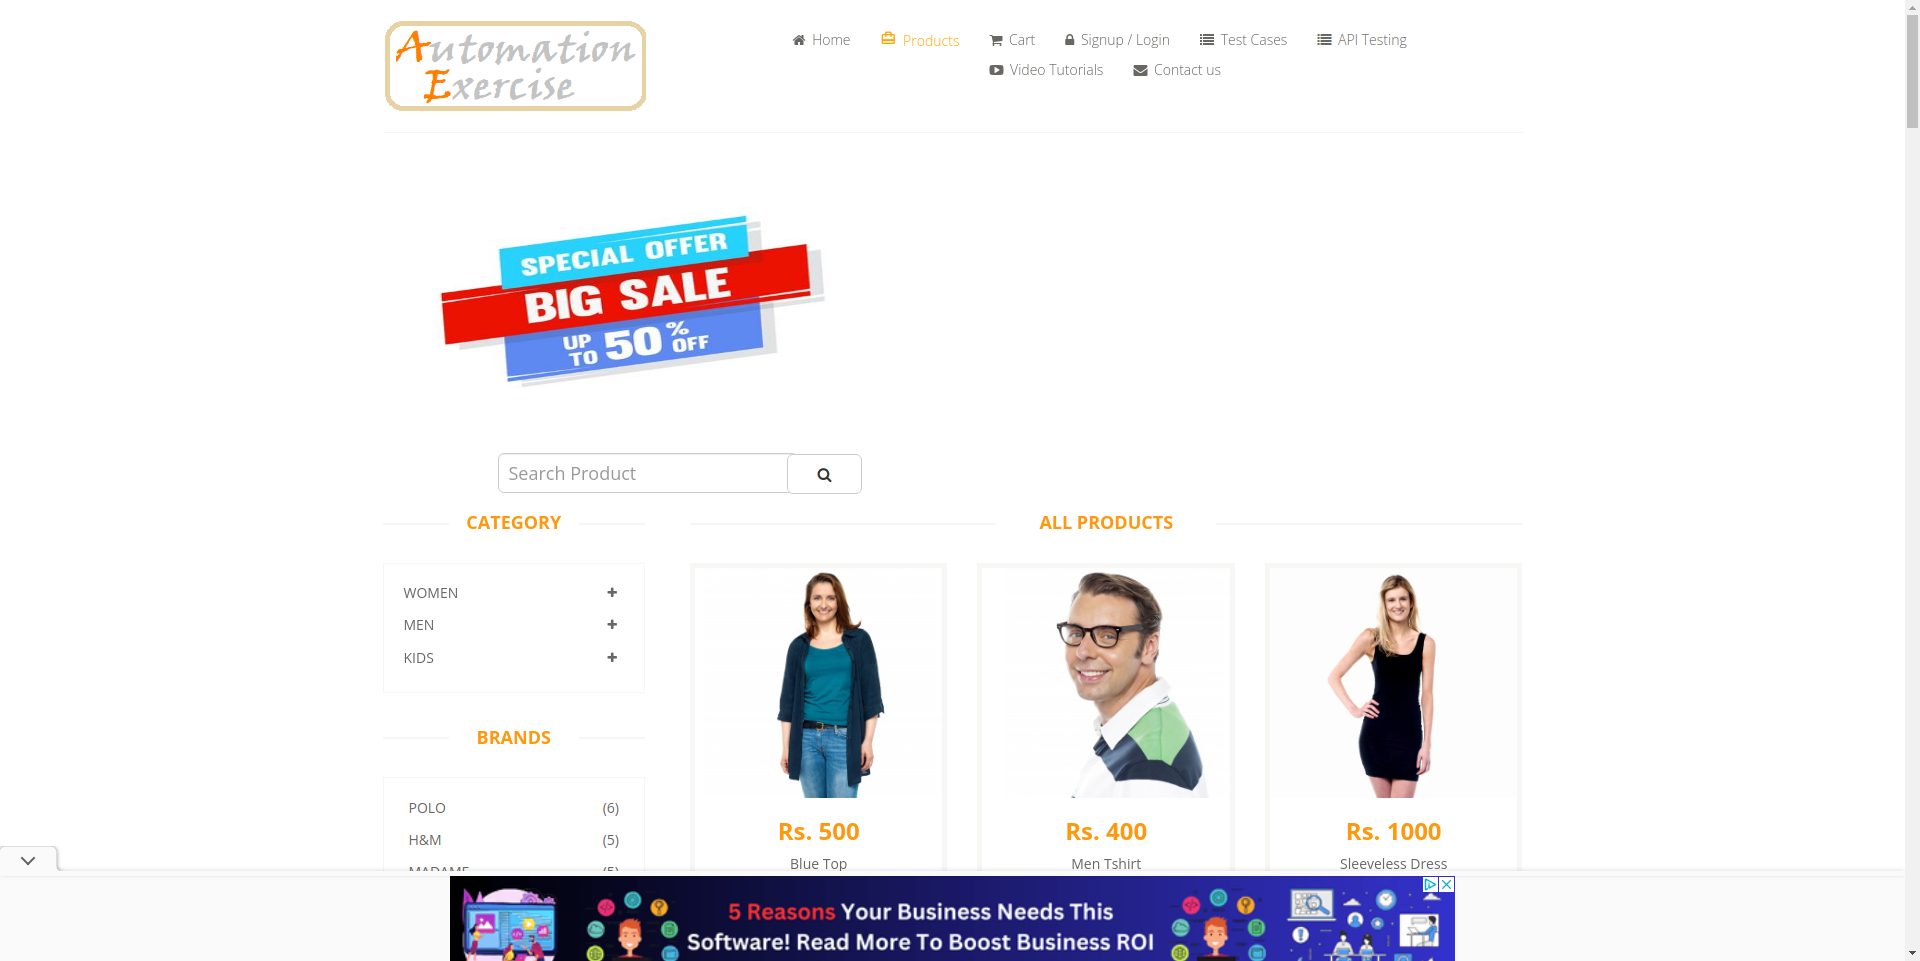 Automation
Exercise
Home
Products
Cart
Signup / Login
Test Cases
API Testing
Video Tutorials
Contact us
SPECIAL OFFER
BIG SALE
UP TO 50% OFF
Search Product
CATEGORY
ALL PRODUCTS
WOMEN
MEN
KIDS
BRANDS
POLO (6)
H&M (5)
MADAME (5)
Rs. 500
Blue Top
Rs. 400
Men Tshirt
Rs. 1000
Sleeveless Dress
5 Reasons Your Business Needs This
Software! Read More To Boost Business ROI